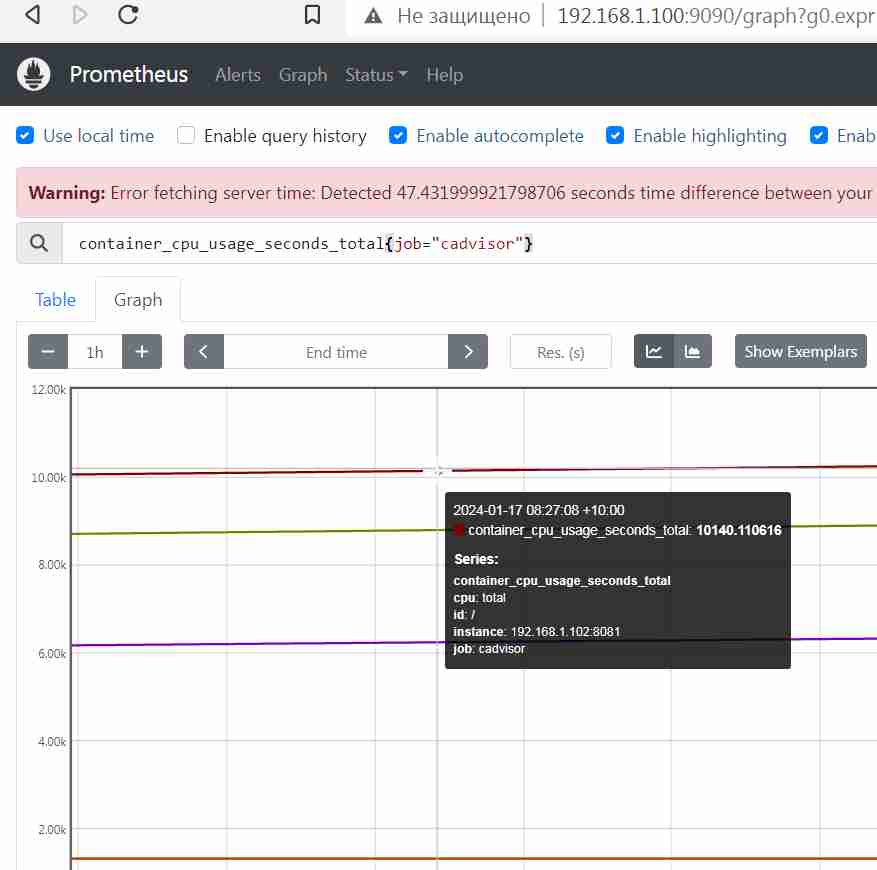 Не защищено | 192.168.1.100:9090/graph?g0.expr
Prometheus Alerts Graph Status Help
Use local time Enable query history Enable autocomplete Enable highlighting Enab
Warning: Error fetching server time: Detected 47.431999921798706 seconds time difference between your
container_cpu_usage_seconds_total{job="cadvisor"}
Table Graph
− 1h + End time Res. (s) Show Exemplars
12.00k
10.00k
2024-01-17 08:27:08 +10:00
container_cpu_usage_seconds_total: 10140.110616
Series:
8.00k
container_cpu_usage_seconds_total
cpu: total
id: /
instance: 192.168.1.102:8081
job: cadvisor
6.00k
4.00k
2.00k